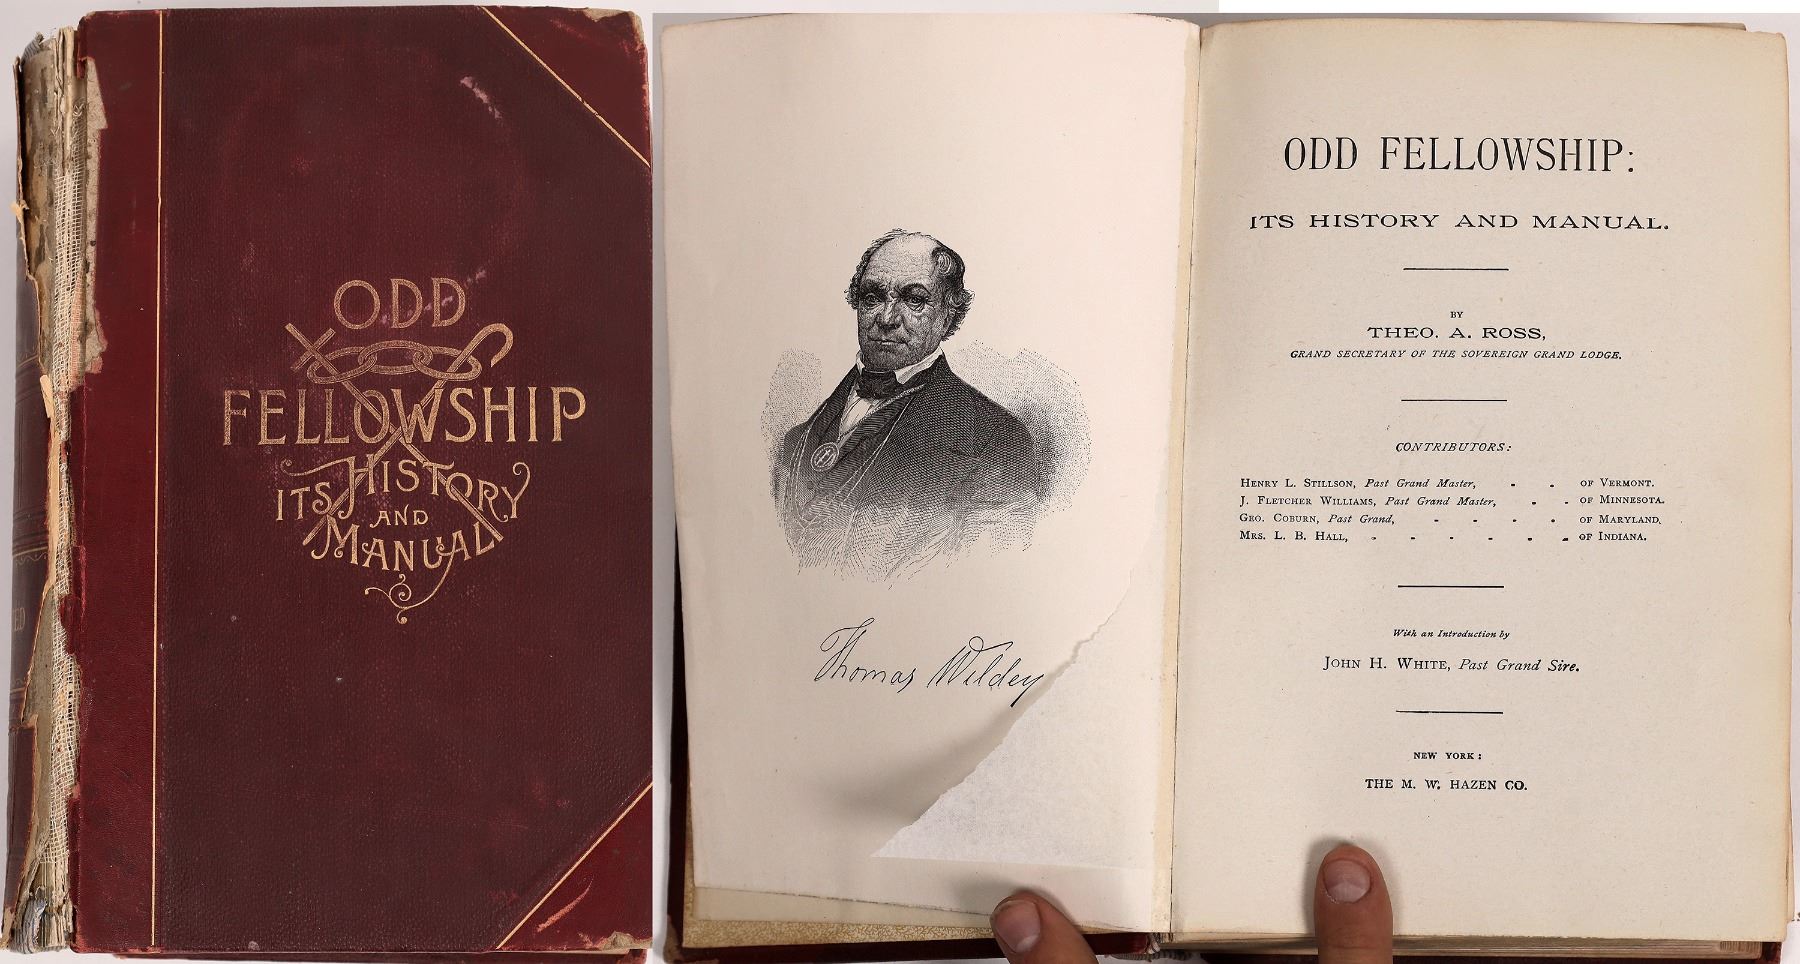 ODD
FELLOWSHIP
ITS HISTORY
AND
MANUAL
Thomas Wildey
ODD FELLOWSHIP:
ITS HISTORY AND MANUAL.
BY
THEO. A. ROSS,
GRAND SECRETARY OF THE SOVEREIGN GRAND LODGE.
CONTRIBUTORS:
HENRY L. STILLSON, Past Grand Master, - - OF VERMONT.
J. FLETCHER WILLIAMS, Past Grand Master, - - OF MINNESOTA.
GEO. COBURN, Past Grand, - - - - OF MARYLAND.
MRS. L. B. HALL, - - - - - - OF INDIANA.
With an Introduction by
JOHN H. WHITE, Past Grand Sire.
NEW YORK:
THE M. W. HAZEN CO.